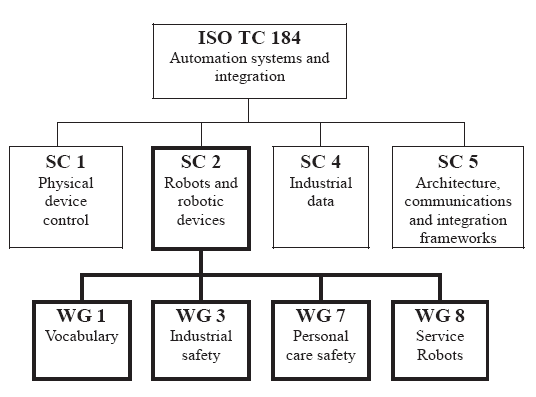 ISO TC 184
Automation systems and
integration
SC 1
Physical
device
control
SC 2
Robots and
robotic
devices
SC 4
Industrial
data
SC 5
Architecture,
communications
and integration
frameworks
WG 1
Vocabulary
WG 3
Industrial
safety
WG 7
Personal
care safety
WG 8
Service
Robots